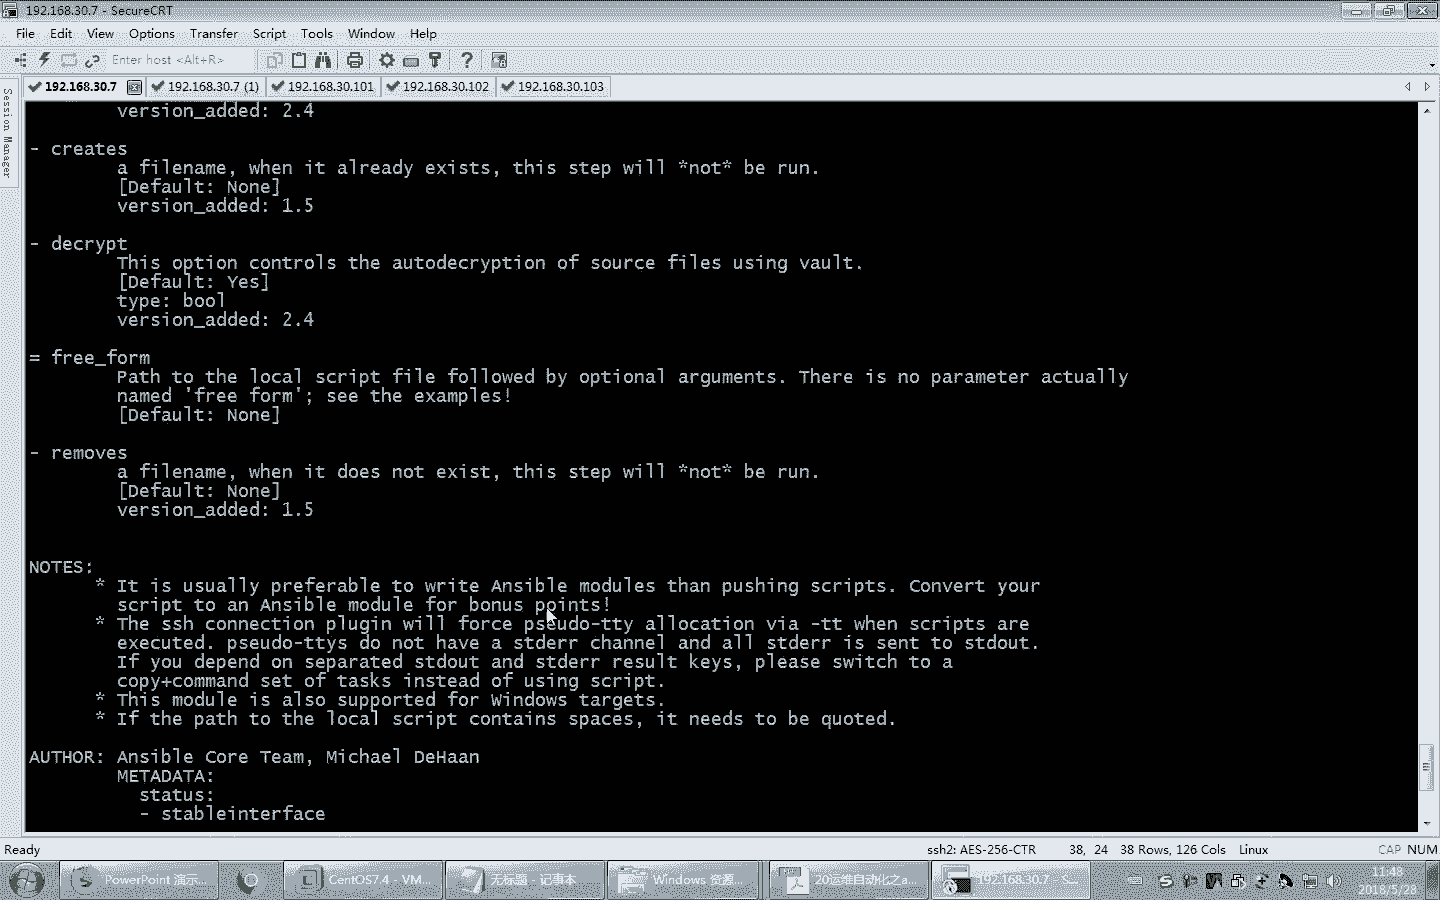 192.168.30.7 - SecureCRT
File Edit View Options Transfer Script Tools Window Help
Enter host <Alt+R>
192.168.30.7 192.168.30.7 (1) 192.168.30.101 192.168.30.102 192.168.30.103
Session Manager
version_added: 2.4
- creates
a filename, when it already exists, this step will *not* be run.
[Default: None]
version_added: 1.5
- decrypt
This option controls the autodecryption of source files using vault.
[Default: Yes]
type: bool
version_added: 2.4
= free_form
Path to the local script file followed by optional arguments. There is no parameter actually
named 'free form'; see the examples!
[Default: None]
- removes
a filename, when it does not exist, this step will *not* be run.
[Default: None]
version_added: 1.5
NOTES:
* It is usually preferable to write Ansible modules than pushing scripts. Convert your
script to an Ansible module for bonus points!
* The ssh connection plugin will force pseudo-tty allocation via -tt when scripts are
executed. pseudo-ttys do not have a stderr channel and all stderr is sent to stdout.
If you depend on separated stdout and stderr result keys, please switch to a
copy+command set of tasks instead of using script.
* This module is also supported for Windows targets.
* If the path to the local script contains spaces, it needs to be quoted.
AUTHOR: Ansible Core Team, Michael DeHaan
METADATA:
status:
- stableinterface
Ready ssh2: AES-256-CTR 38, 24 38 Rows, 126 Cols Linux CAP NUM
PowerPoint 演示... CentOS7.4 - VM... 无标题 - 记事本 Windows 资源... 20运维自动化之a... 192.168.30.7 - S... 11:48
2018/5/28